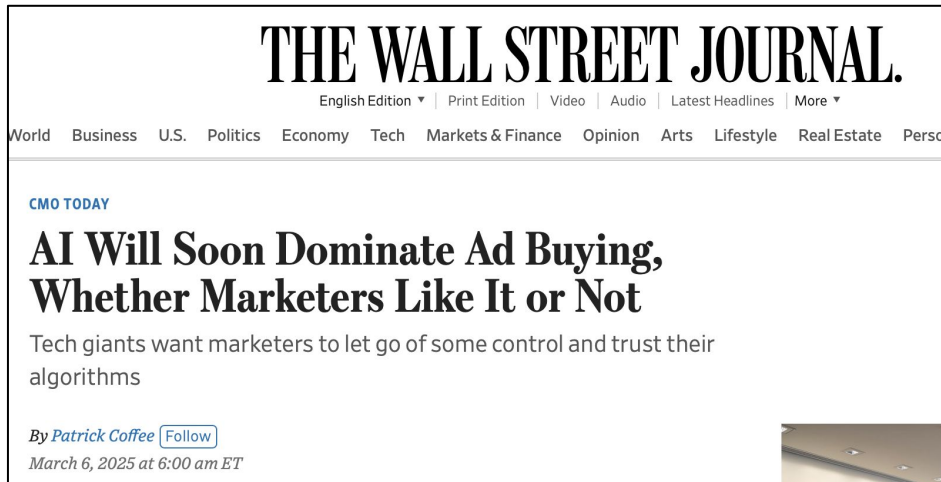 THE WALL STREET JOURNAL.
English Edition ▼ | Print Edition | Video | Audio | Latest Headlines | More ▼
World Business U.S. Politics Economy Tech Markets & Finance Opinion Arts Lifestyle Real Estate
CMO TODAY
AI Will Soon Dominate Ad Buying,
Whether Marketers Like It or Not
Tech giants want marketers to let go of some control and trust their
algorithms
By Patrick Coffee Follow
March 6, 2025 at 6:00 am ET